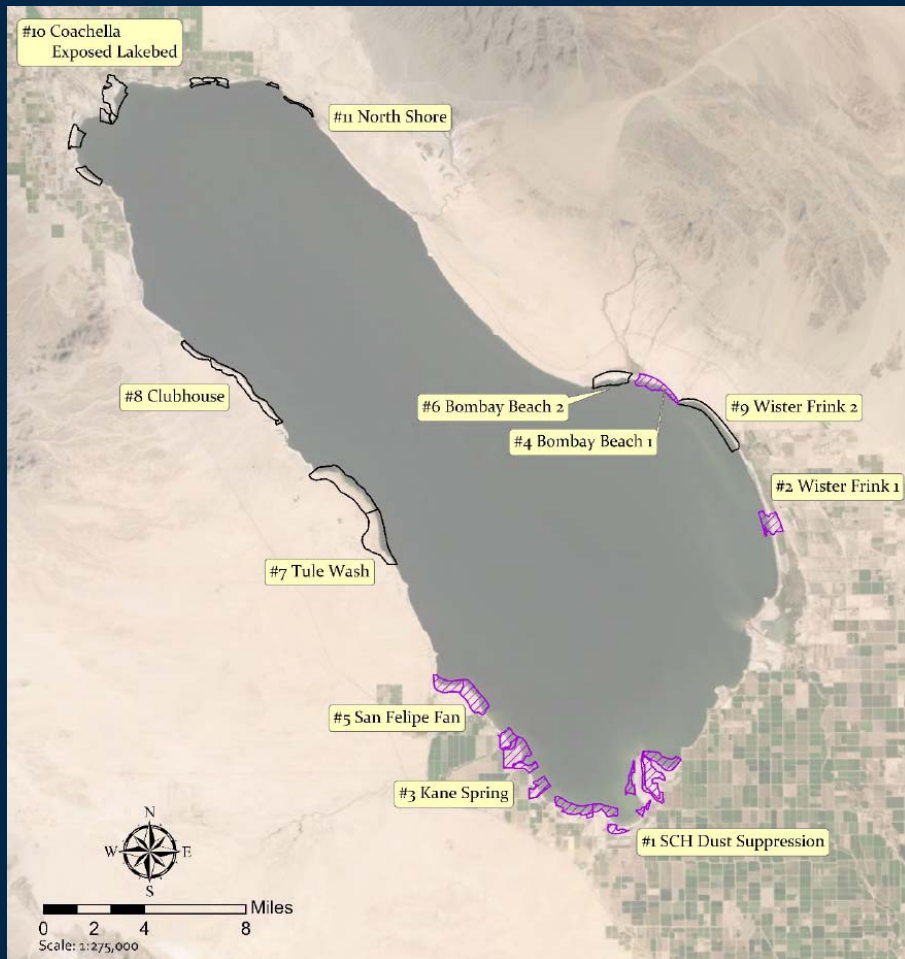 #10 Coachella
Exposed Lakebed
#11 North Shore
#8 Clubhouse
#6 Bombay Beach 2
#9 Wister Frink 2
#4 Bombay Beach 1
#2 Wister Frink 1
#7 Tule Wash
#5 San Felipe Fan
#3 Kane Spring
#1 SCH Dust Suppression
N
W E
S
Miles
0 2 4 8
Scale: 1:275,000